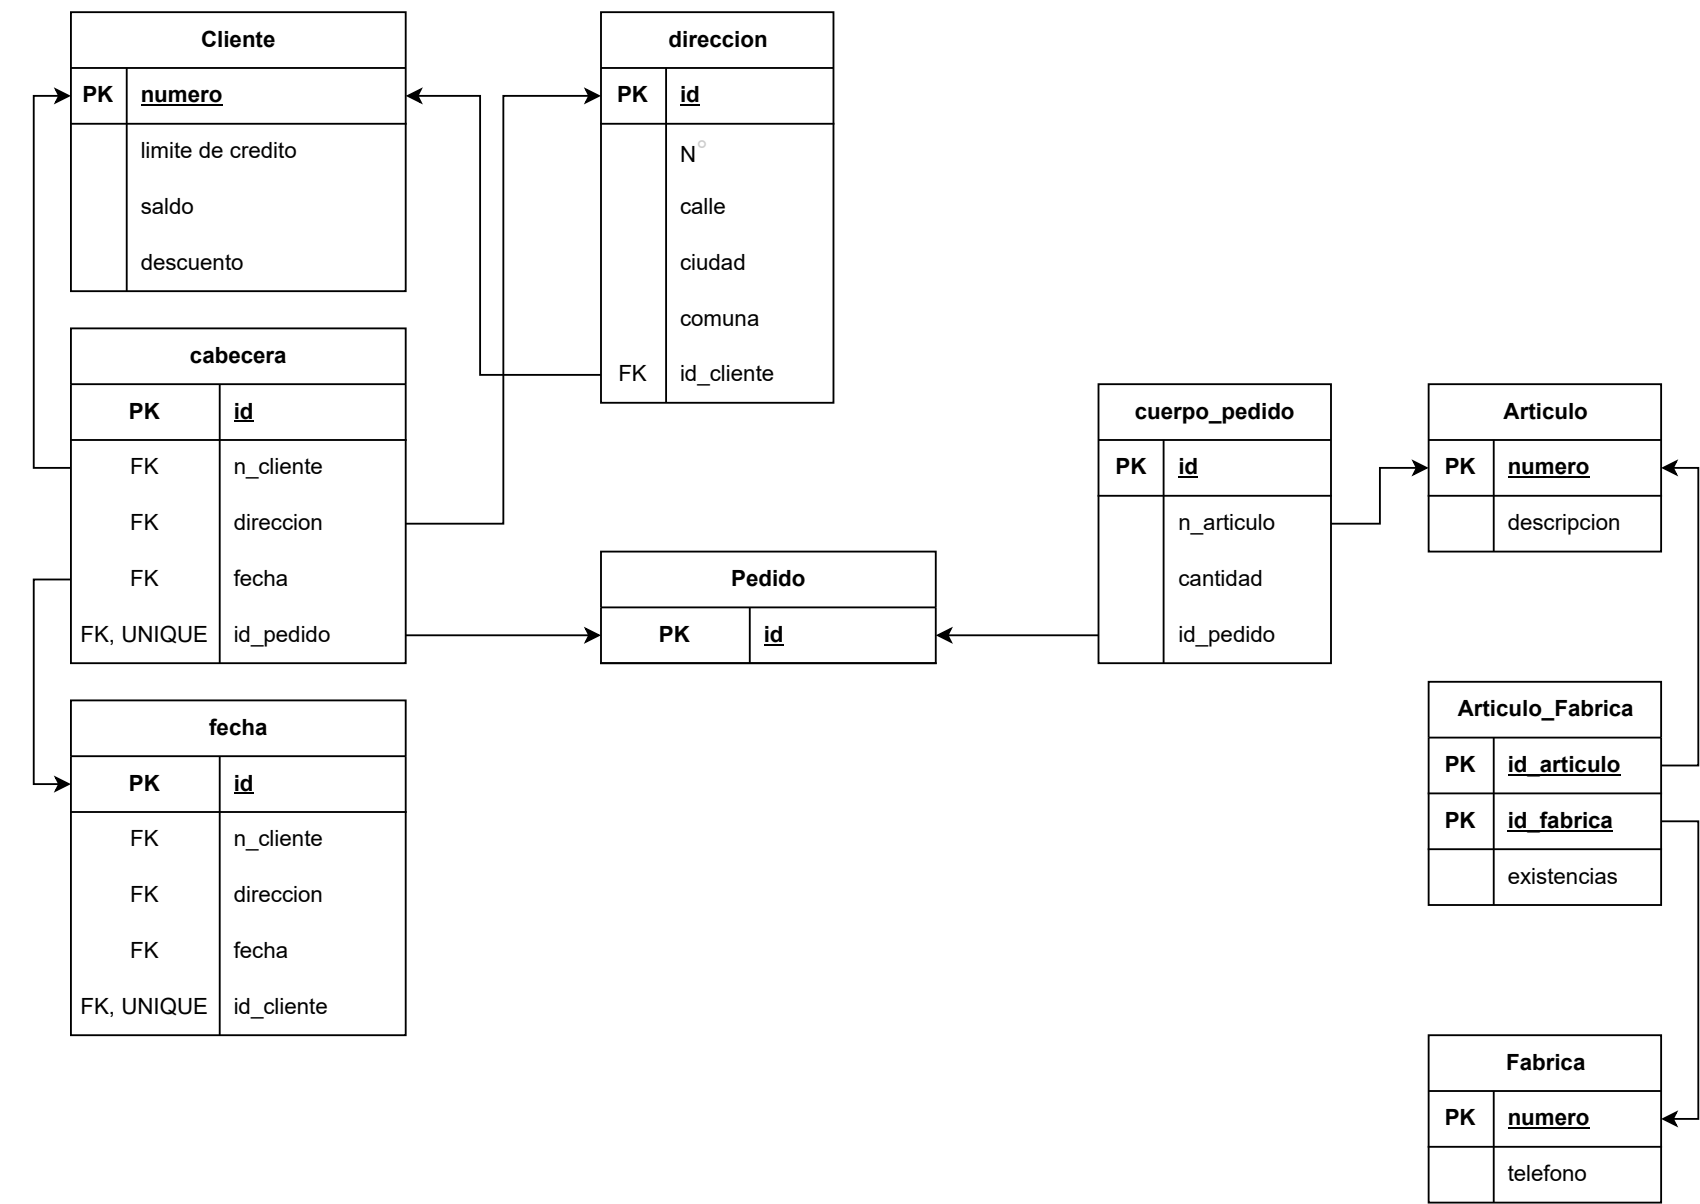 Cliente
PK numero
limite de credito
saldo
descuento
direccion
PK id
N°
calle
ciudad
comuna
FK id_cliente
cabecera
PK id
FK n_cliente
FK direccion
FK fecha
FK, UNIQUE id_pedido
Pedido
PK id
cuerpo_pedido
PK id
n_articulo
cantidad
id_pedido
Articulo
PK numero
descripcion
fecha
PK id
FK n_cliente
FK direccion
FK fecha
FK, UNIQUE id_cliente
Articulo_Fabrica
PK id_articulo
PK id_fabrica
existencias
Fabrica
PK numero
telefono